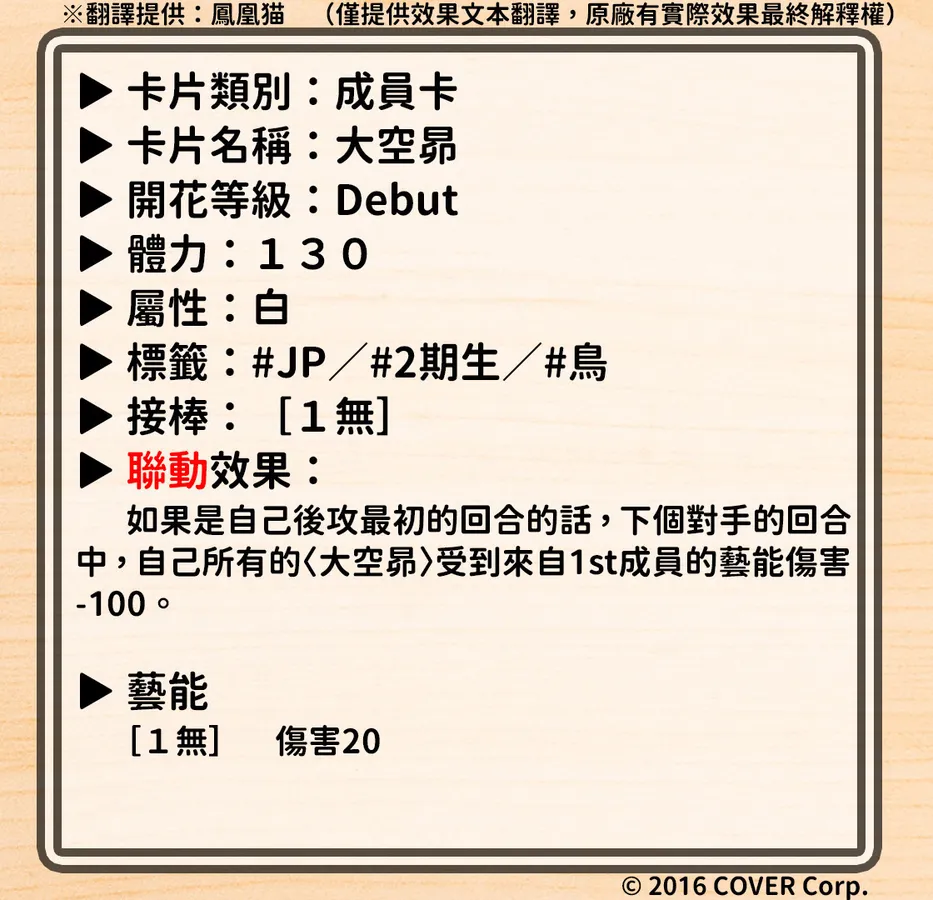 ※翻譯提供：鳳凰猫　（僅提供效果文本翻譯，原廠有實際效果最終解釋權）
▶ 卡片類別：成員卡
▶ 卡片名稱：大空昴
▶ 開花等級：Debut
▶ 體力：１３０
▶ 屬性：白
▶ 標籤：#JP／#2期生／#鳥
▶ 接棒：［１無］
▶ 聯動效果：
如果是自己後攻最初的回合的話，下個對手的回合
中，自己所有的〈大空昴〉受到來自1st成員的藝能傷害
-100。
▶ 藝能
［１無］　傷害20
© 2016 COVER Corp.